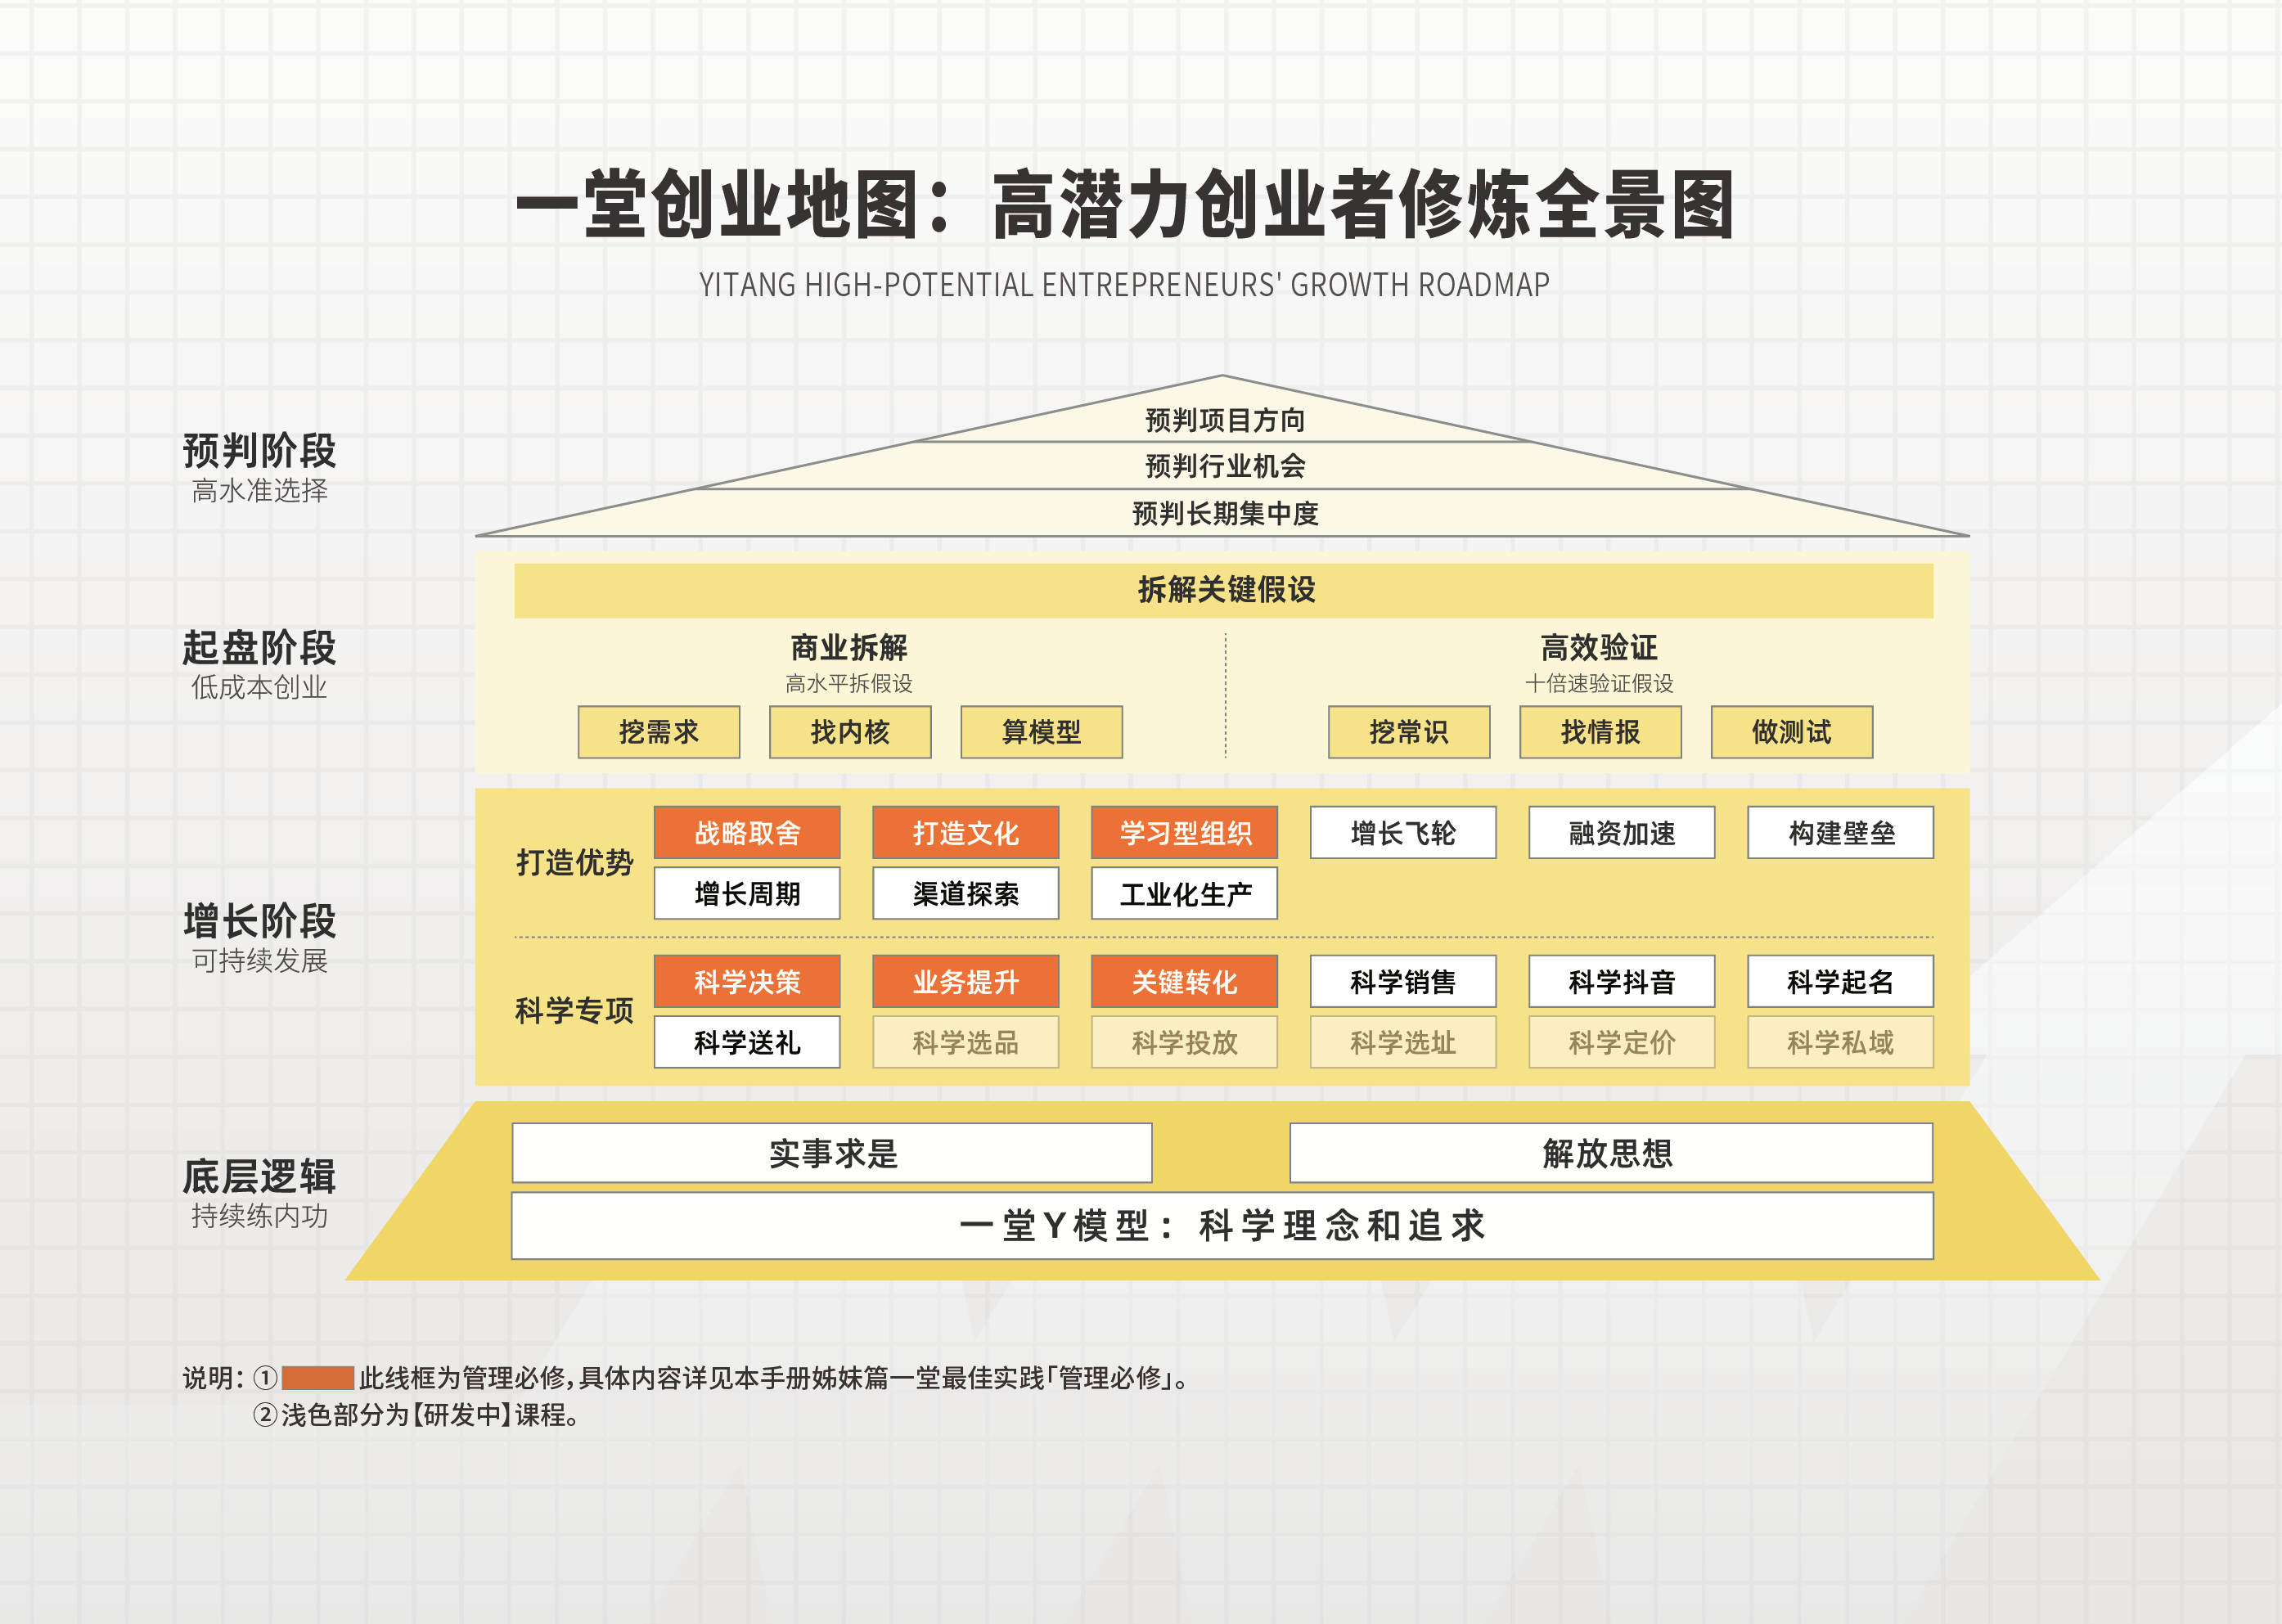 一堂创业地图：高潜力创业者修炼全景图
YITANG HIGH-POTENTIAL ENTREPRENEURS' GROWTH ROADMAP
预判阶段
高水准选择
预判项目方向
预判行业机会
预判长期集中度
起盘阶段
低成本创业
拆解关键假设
商业拆解
高水平拆假设
挖需求 找内核 算模型
高效验证
十倍速验证假设
挖常识 找情报 做测试
增长阶段
可持续发展
打造优势
战略取舍 打造文化 学习型组织 增长飞轮 融资加速 构建壁垒
增长周期 渠道探索 工业化生产
科学专项
科学决策 业务提升 关键转化 科学销售 科学抖音 科学起名
科学送礼 科学选品 科学投放 科学选址 科学定价 科学私域
底层逻辑
持续练内功
实事求是 解放思想
一堂Y模型：科学理念和追求
说明：① 此线框为管理必修，具体内容详见本手册姊妹篇一堂最佳实践「管理必修」。
②浅色部分为【研发中】课程。